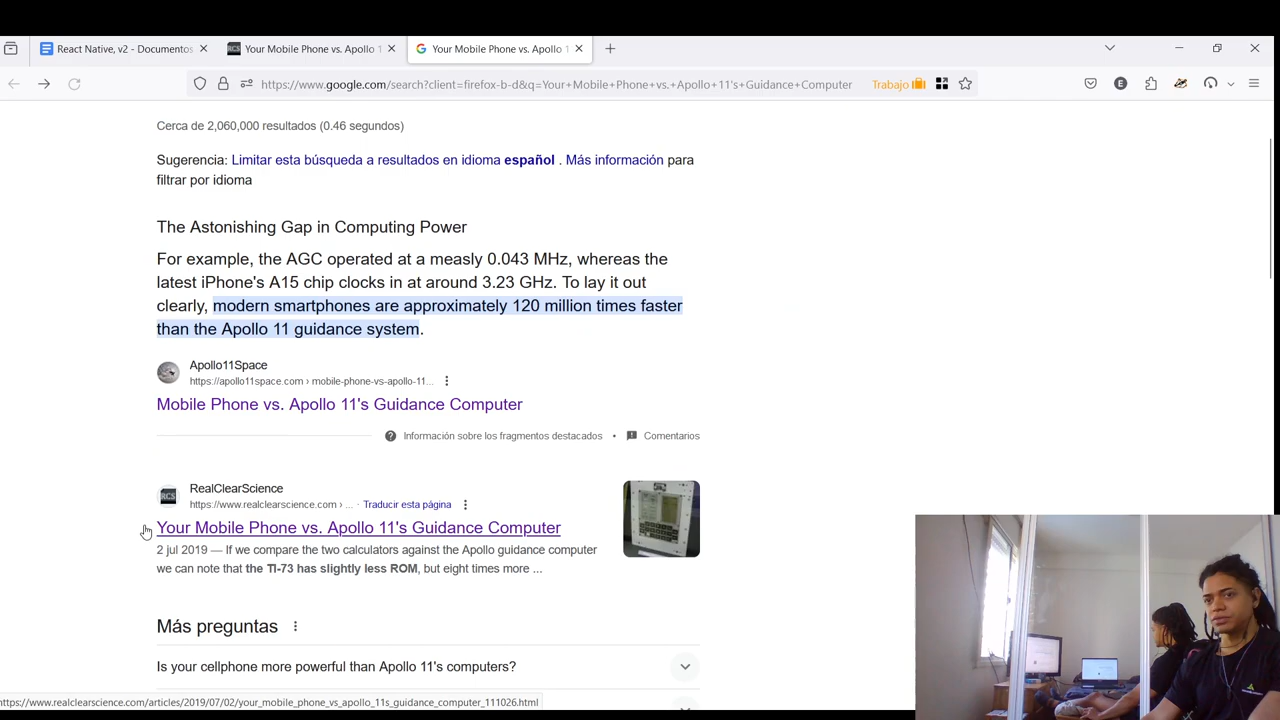 React Native, v2 - Documentos
RCS Your Mobile Phone vs. Apollo 1
Your Mobile Phone vs. Apollo 1
https://www.google.com/search?client=firefox-b-d&q=Your+Mobile+Phone+vs.+Apollo+11's+Guidance+Computer
Trabajo
E
Cerca de 2,060,000 resultados (0.46 segundos)
Sugerencia: Limitar esta búsqueda a resultados en idioma español . Más información para
filtrar por idioma
The Astonishing Gap in Computing Power
For example, the AGC operated at a measly 0.043 MHz, whereas the
latest iPhone's A15 chip clocks in at around 3.23 GHz. To lay it out
clearly, modern smartphones are approximately 120 million times faster
than the Apollo 11 guidance system.
Apollo11Space
https://apollo11space.com › mobile-phone-vs-apollo-11...
Mobile Phone vs. Apollo 11's Guidance Computer
Información sobre los fragmentos destacados • Comentarios
RCS
RealClearScience
https://www.realclearscience.com › ... · Traducir esta página
Your Mobile Phone vs. Apollo 11's Guidance Computer
2 jul 2019 — If we compare the two calculators against the Apollo guidance computer
we can note that the TI-73 has slightly less ROM, but eight times more ...
Más preguntas
Is your cellphone more powerful than Apollo 11's computers?
https://www.realclearscience.com/articles/2019/07/02/your_mobile_phone_vs_apollo_11s_guidance_computer_111026.html